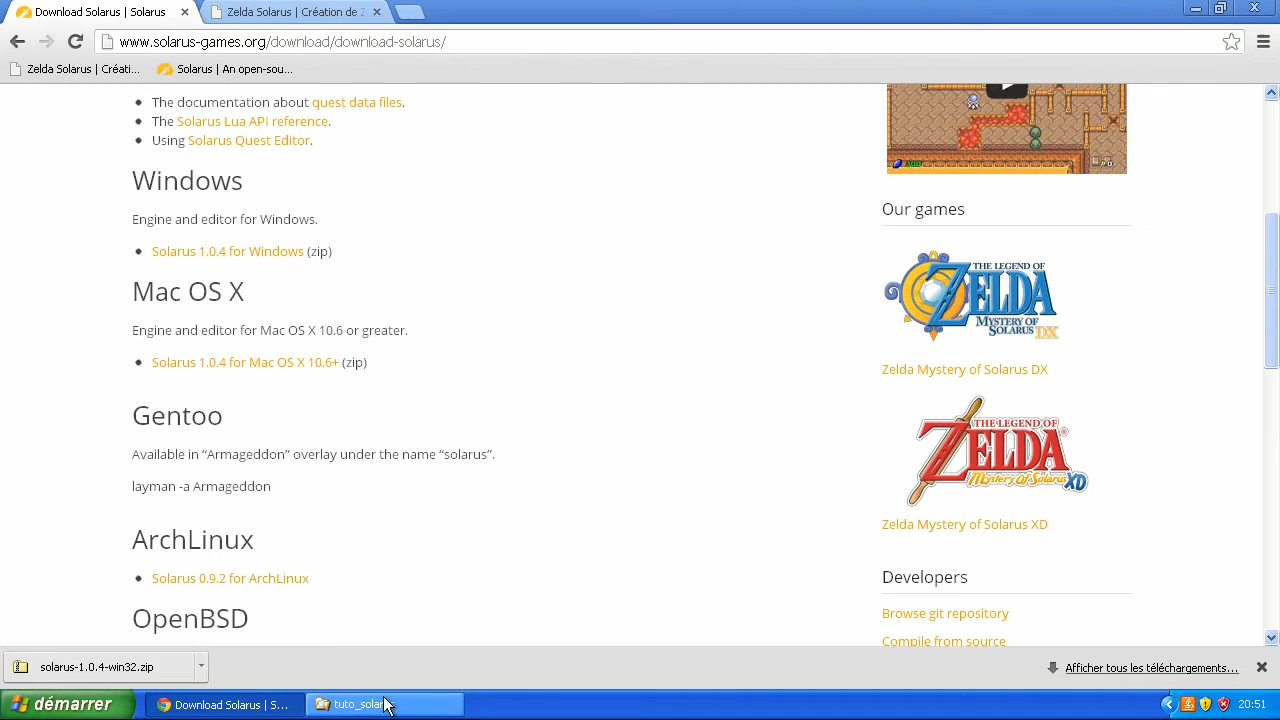 Download Solarus | Solarus
Zelda Solarus | Création de Z
www.solarus-games.org/download/download-solarus/
Zelda Solarus | Créati...
Solarus | An open-sou...
The documentation about quest data files.
The Solarus Lua API reference.
Using Solarus Quest Editor.
Windows
Engine and editor for Windows.
Solarus 1.0.4 for Windows (zip)
Mac OS X
Engine and editor for Mac OS X 10.6 or greater.
Solarus 1.0.4 for Mac OS X 10.6+ (zip)
Gentoo
Available in “Armageddon” overlay under the name “solarus”.
layman -a Armageddon
ArchLinux
Solarus 0.9.2 for ArchLinux
OpenBSD
Our games
THE LEGEND OF
ZELDA
MYSTERY OF
SOLARUS DX
Zelda Mystery of Solarus DX
THE LEGEND OF
ZELDA
Mystery Of Solarus XD
Zelda Mystery of Solarus XD
Developers
Browse git repository
Compile from source
solarus-1.0.4-win32.zip
Afficher tous les téléchargements...
démarrer
Download Solarus | S...
20:51